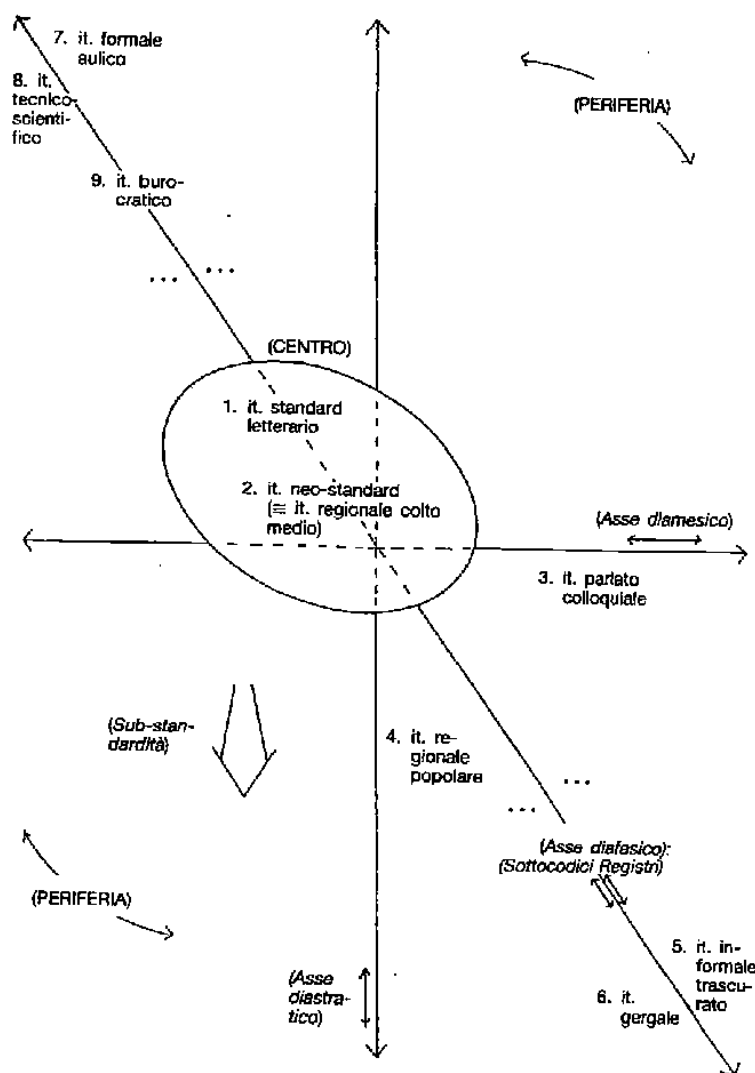 7. it. formale
aulico
8. it.
tecnico-
scienti-
fico
(PERIFERIA)
9. it. buro-
cratico
... ...
(CENTRO)
1. it. standard
letterario
2. it. neo-standard
(≡ it. regionale colto
medio)
(Asse diamesico)
3. it. parlato
colloquiale
(Sub-stan-
dardità)
4. it. re-
gionale
popolare
... ...
(Asse diafasico):
(Sottocodici Registri)
(PERIFERIA)
5. it. in-
formale
trascu-
rato
6. it.
gergale
(Asse
diastra-
tico)